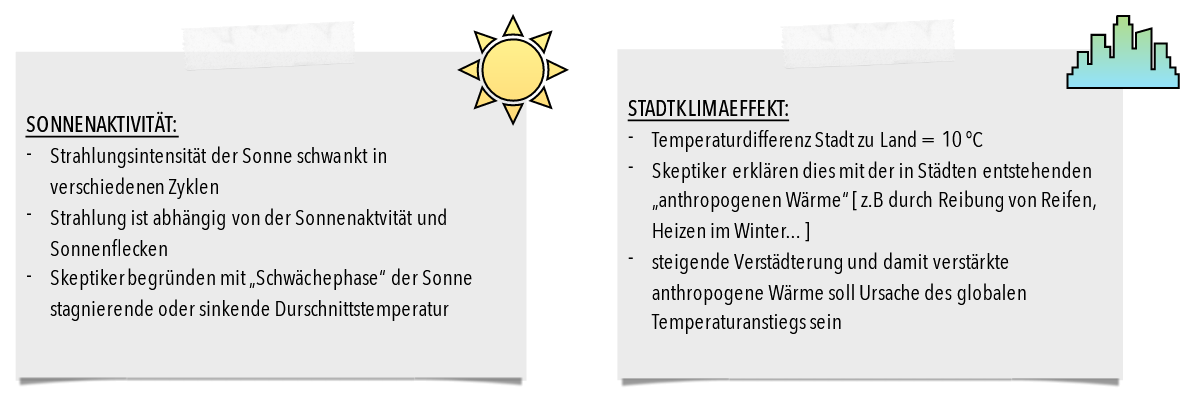 SONNENAKTIVITÄT:
- Strahlungsintensität der Sonne schwankt in
verschiedenen Zyklen
- Strahlung ist abhängig von der Sonnenaktvität und
Sonnenflecken
- Skeptiker begründen mit „Schwächephase“ der Sonne
stagnierende oder sinkende Durschnittstemperatur
STADTKLIMAEFFEKT:
- Temperaturdifferenz Stadt zu Land = 10 °C
- Skeptiker erklären dies mit der in Städten entstehenden
„anthropogenen Wärme“ [ z.B durch Reibung von Reifen,
Heizen im Winter... ]
- steigende Verstädterung und damit verstärkte
anthropogene Wärme soll Ursache des globalen
Temperaturanstiegs sein